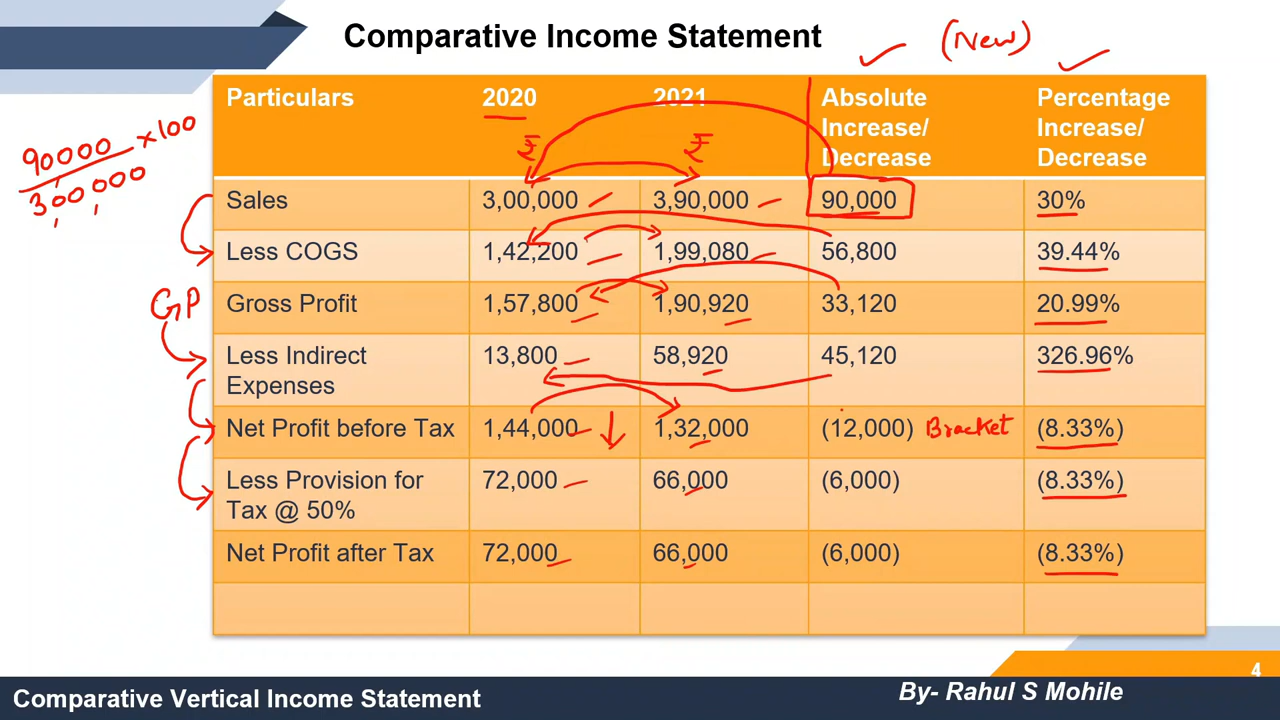 Comparative Income Statement
(New)
Particulars 2020 2021 Absolute Increase/ Decrease Percentage Increase/ Decrease
₹ ₹
90000 x100
300000
Sales 3,00,000 3,90,000 90,000 30%
Less COGS 1,42,200 1,99,080 56,800 39.44%
GP
Gross Profit 1,57,800 1,90,920 33,120 20.99%
Less Indirect Expenses 13,800 58,920 45,120 326.96%
Net Profit before Tax 1,44,000 1,32,000 (12,000) Bracket (8.33%)
Less Provision for Tax @ 50% 72,000 66,000 (6,000) (8.33%)
Net Profit after Tax 72,000 66,000 (6,000) (8.33%)
4
Comparative Vertical Income Statement
By- Rahul S Mohile